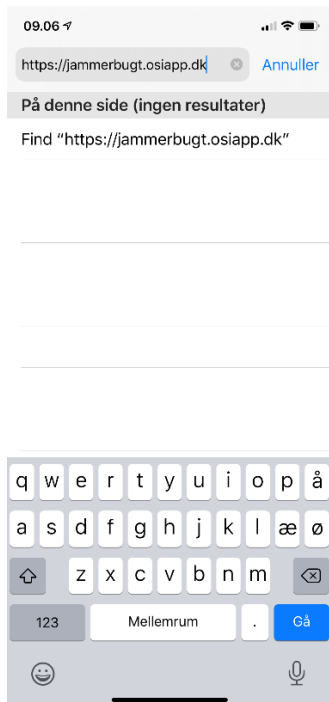 09.06
https://jammerbugt.osiapp.dk
Annuller
På denne side (ingen resultater)
Find “https://jammerbugt.osiapp.dk”
q w e r t y u i o p å
a s d f g h j k l æ ø
z x c v b n m
123 Mellemrum . Gå